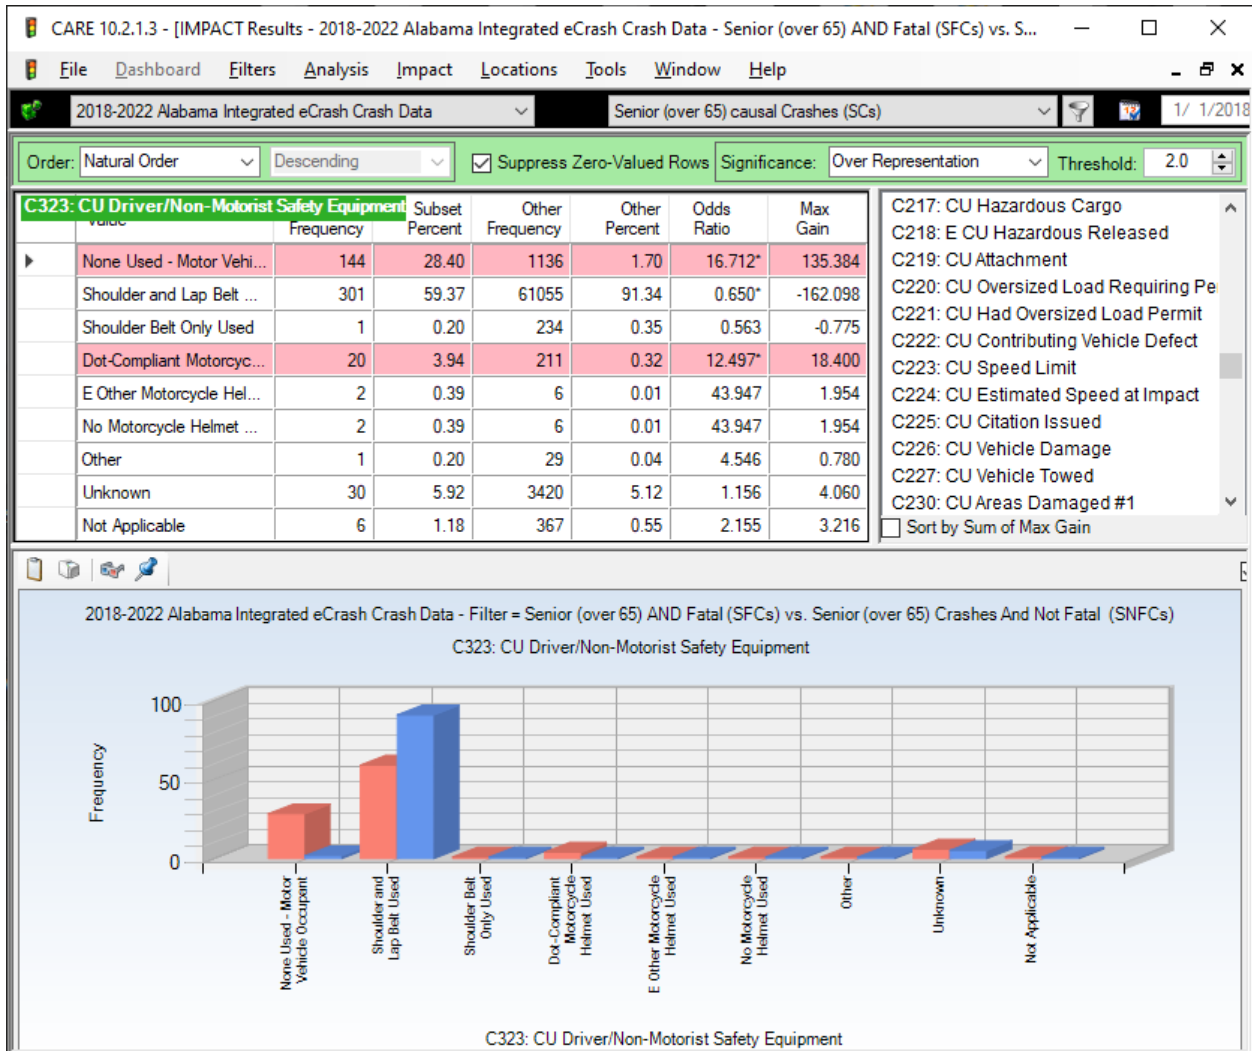 CARE 10.2.1.3 - [IMPACT Results - 2018-2022 Alabama Integrated eCrash Crash Data - Senior (over 65) AND Fatal (SFCs) vs. S...
File Dashboard Filters Analysis Impact Locations Tools Window Help
2018-2022 Alabama Integrated eCrash Crash Data Senior (over 65) causal Crashes (SCs) 1/ 1/2018
Order: Natural Order Descending Suppress Zero-Valued Rows Significance: Over Representation Threshold: 2.0
C323: CU Driver/Non-Motorist Safety Equipment
Frequency Subset Percent Other Frequency Other Percent Odds Ratio Max Gain
None Used - Motor Vehi... 144 28.40 1136 1.70 16.712* 135.384
Shoulder and Lap Belt ... 301 59.37 61055 91.34 0.650* -162.098
Shoulder Belt Only Used 1 0.20 234 0.35 0.563 -0.775
Dot-Compliant Motorcyc... 20 3.94 211 0.32 12.497* 18.400
E Other Motorcycle Hel... 2 0.39 6 0.01 43.947 1.954
No Motorcycle Helmet ... 2 0.39 6 0.01 43.947 1.954
Other 1 0.20 29 0.04 4.546 0.780
Unknown 30 5.92 3420 5.12 1.156 4.060
Not Applicable 6 1.18 367 0.55 2.155 3.216
C217: CU Hazardous Cargo
C218: E CU Hazardous Released
C219: CU Attachment
C220: CU Oversized Load Requiring Pe
C221: CU Had Oversized Load Permit
C222: CU Contributing Vehicle Defect
C223: CU Speed Limit
C224: CU Estimated Speed at Impact
C225: CU Citation Issued
C226: CU Vehicle Damage
C227: CU Vehicle Towed
C230: CU Areas Damaged #1
Sort by Sum of Max Gain
2018-2022 Alabama Integrated eCrash Crash Data - Filter = Senior (over 65) AND Fatal (SFCs) vs. Senior (over 65) Crashes And Not Fatal (SNFCs)
C323: CU Driver/Non-Motorist Safety Equipment
Frequency
100
50
0
None Used - Motor
Vehicle Occupant
Shoulder and
Lap Belt Used
Shoulder Belt
Only Used
Dot-Compliant
Motorcycle
Helmet Used
E Other Motorcycle
Helmet Used
No Motorcycle
Helmet Used
Other
Unknown
Not Applicable
C323: CU Driver/Non-Motorist Safety Equipment